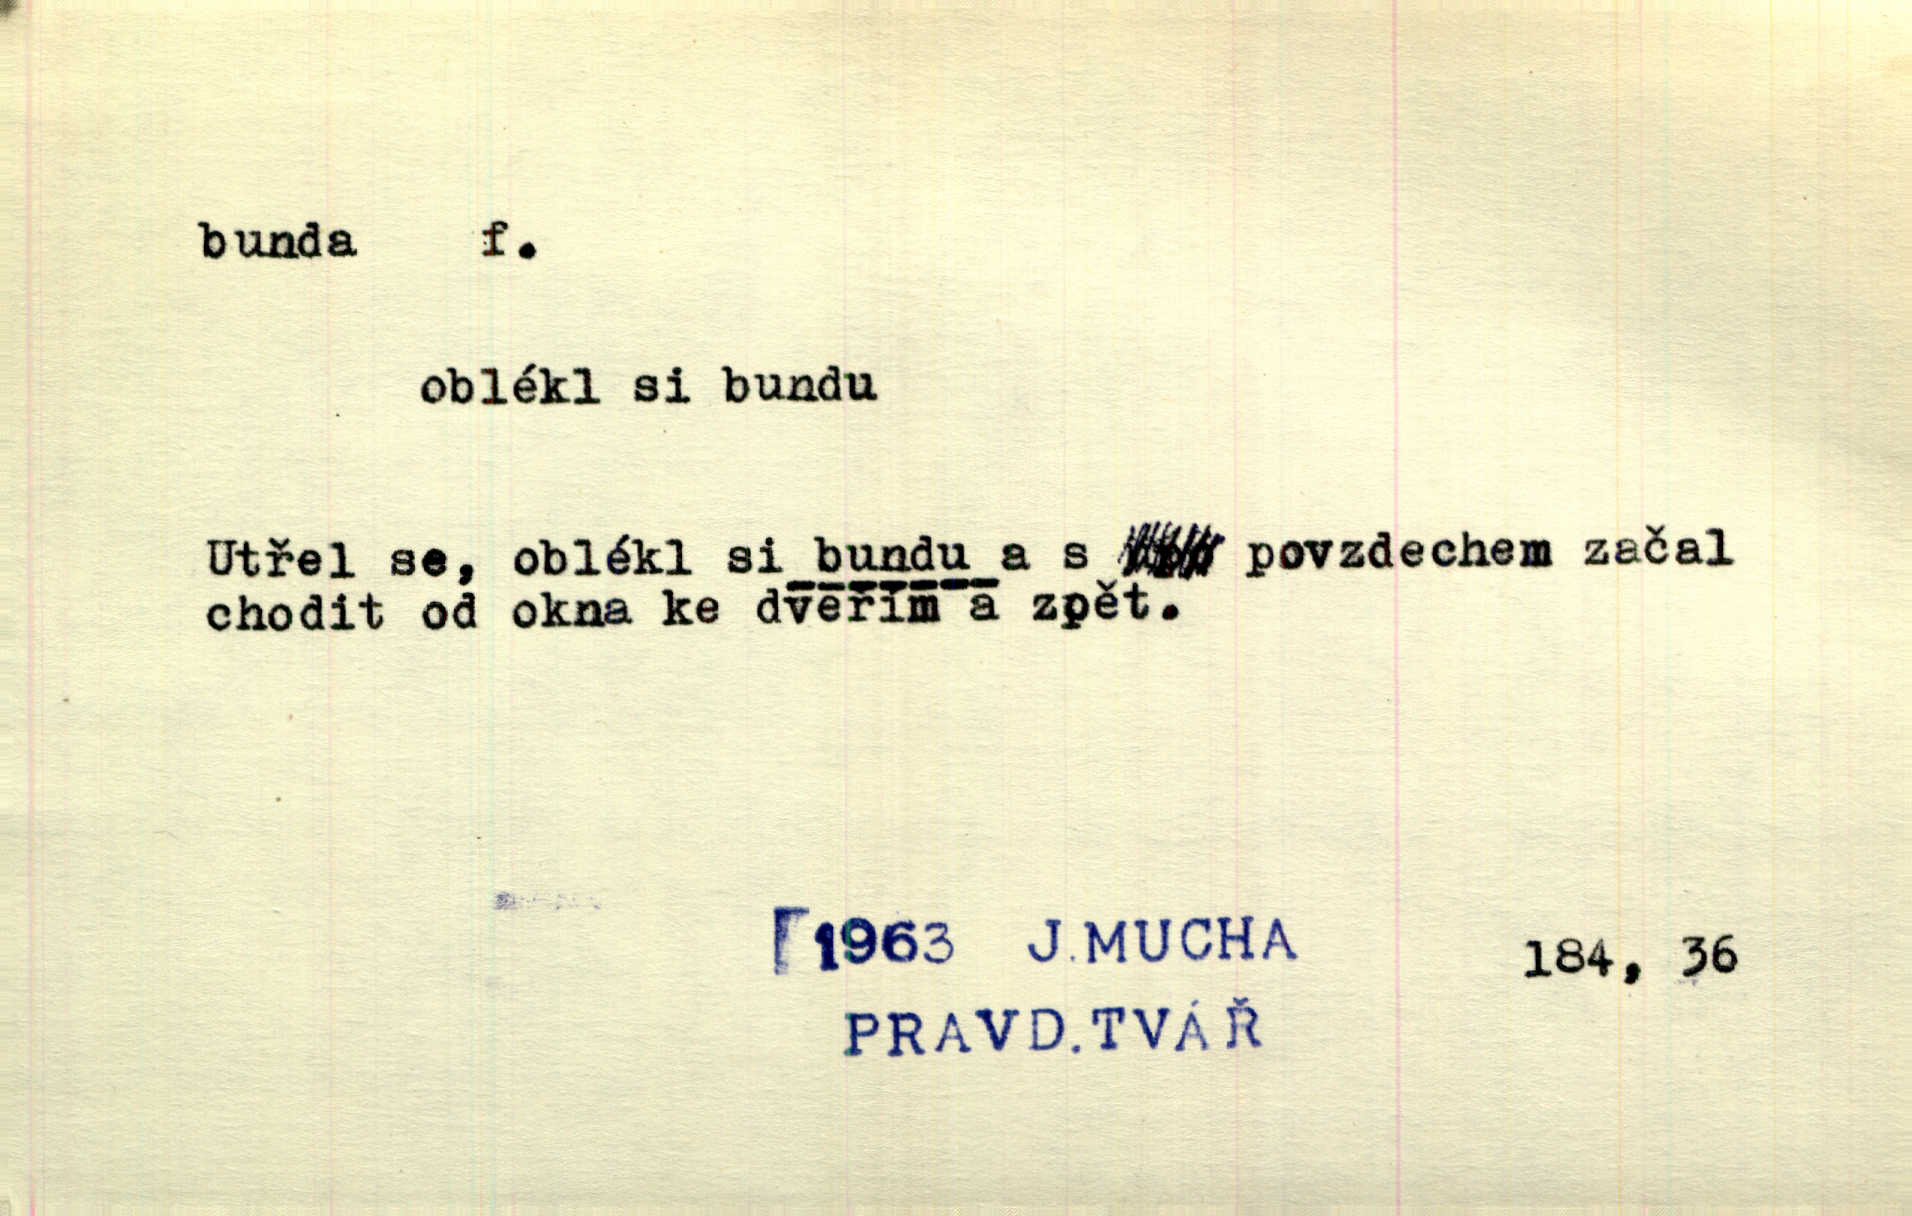 bunda f.
oblékl si bundu
Utřel se, oblékl si bundu a s povzdechem začal
chodit od okna ke dveřím a zpět.
1963 J.MUCHA 184, 36
PRAVD.TVÁŘ